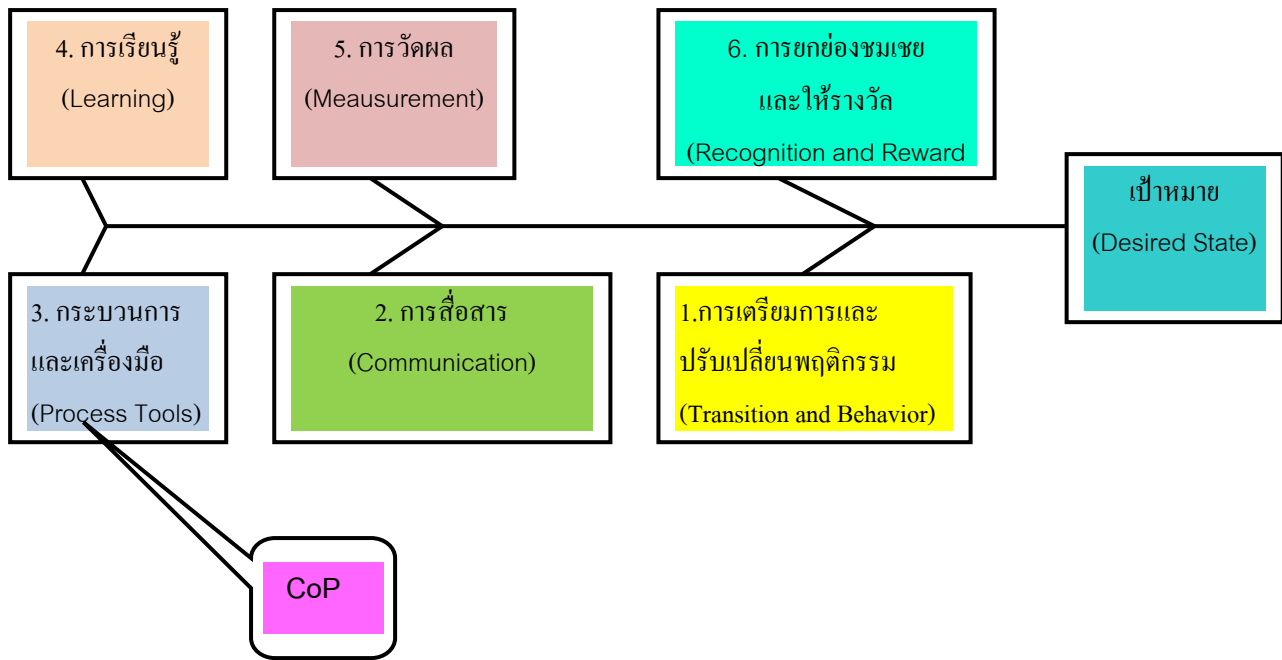 4. การเรียนรู้
(Learning)
5. การวัดผล
(Meausurement)
6. การยกย่องชมเชย
และให้รางวัล
(Recognition and Reward
เป้าหมาย
(Desired State)
3. กระบวนการ
และเครื่องมือ
(Process Tools)
2. การสื่อสาร
(Communication)
1.การเตรียมการและ
ปรับเปลี่ยนพฤติกรรม
(Transition and Behavior)
CoP